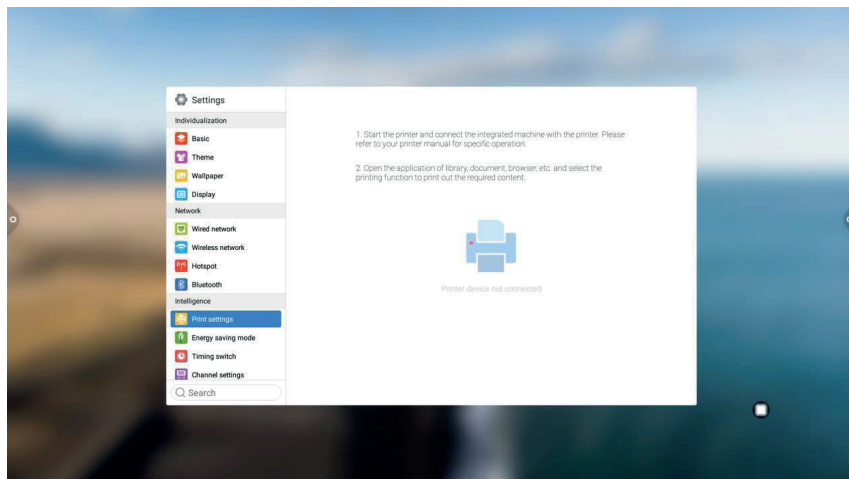 Settings
Individualization
Basic
Theme
Wallpaper
Display
Network
Wired network
Wireless network
Hotspot
Bluetooth
Intelligence
Print settings
Energy saving mode
Timing switch
Channel settings
Search
1. Start the printer and connect the integrated machine with the printer. Please
refer to your printer manual for specific operation.
2. Open the application of library, document, browser, etc. and select the
printing function to print out the required content.
Printer device not connected